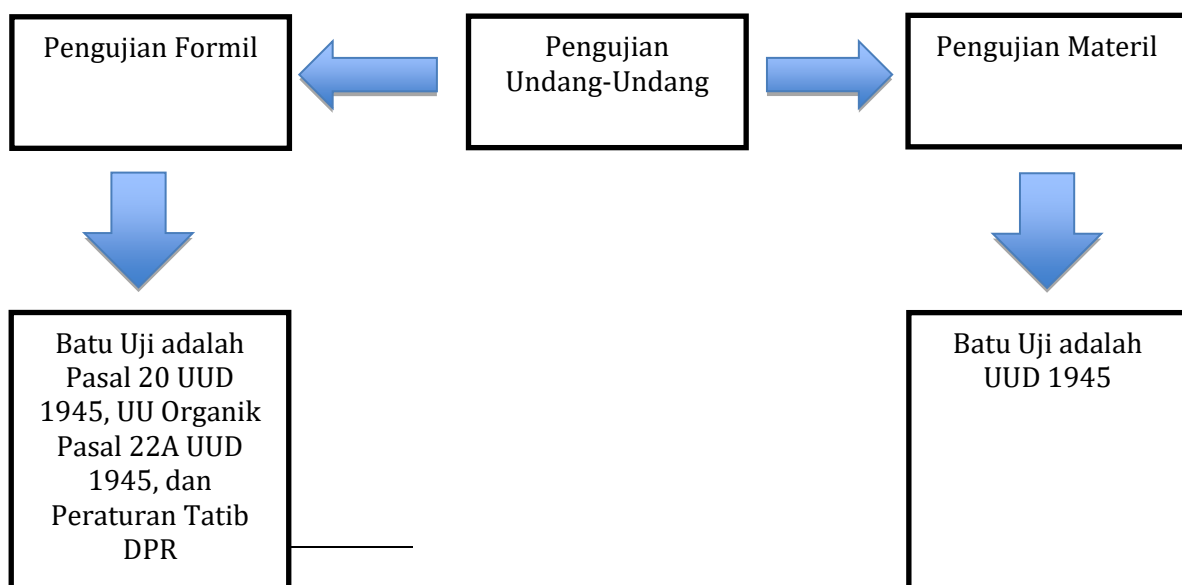 Pengujian Formil
Pengujian
Undang-Undang
Pengujian Materil
Batu Uji adalah
Pasal 20 UUD
1945, UU Organik
Pasal 22A UUD
1945, dan
Peraturan Tatib
DPR
Batu Uji adalah
UUD 1945